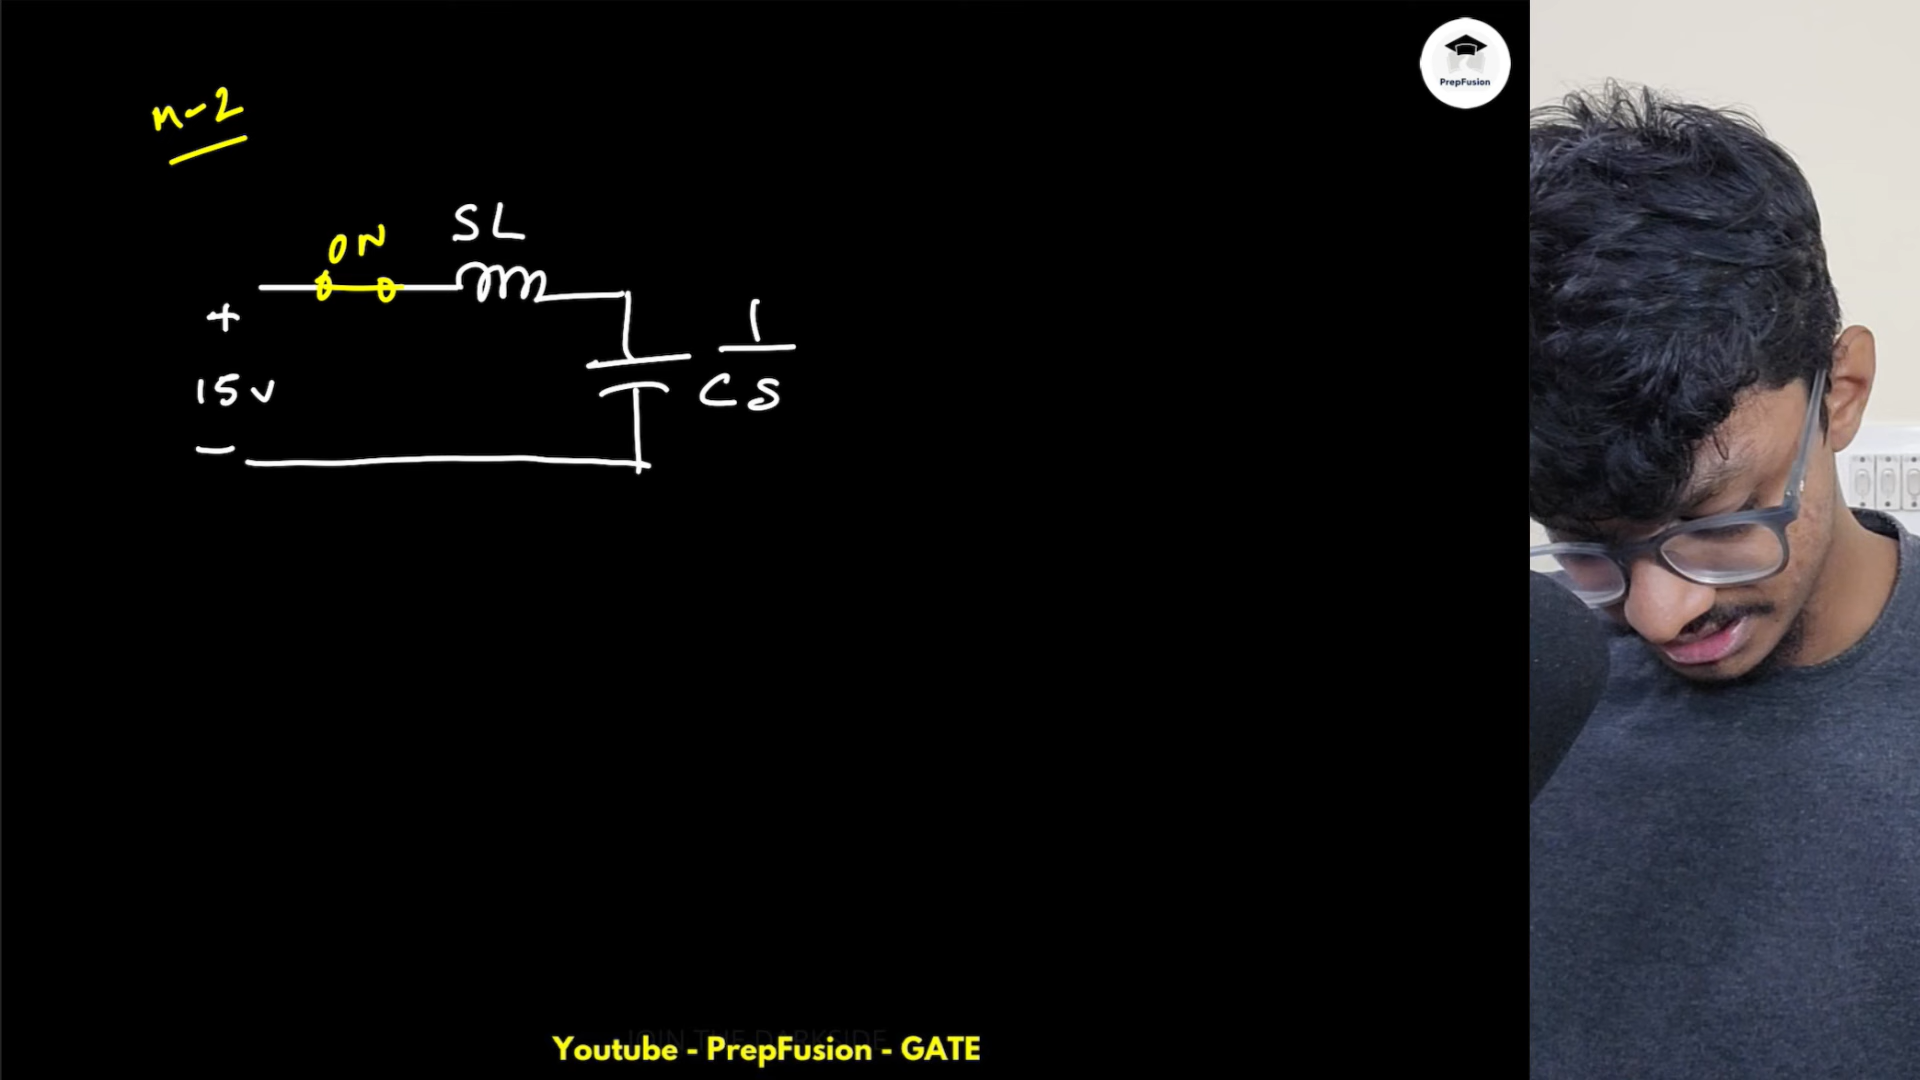 PrepFusion
M-2
ON
SL
+
15V
-
1
CS
Youtube - PrepFusion - GATE